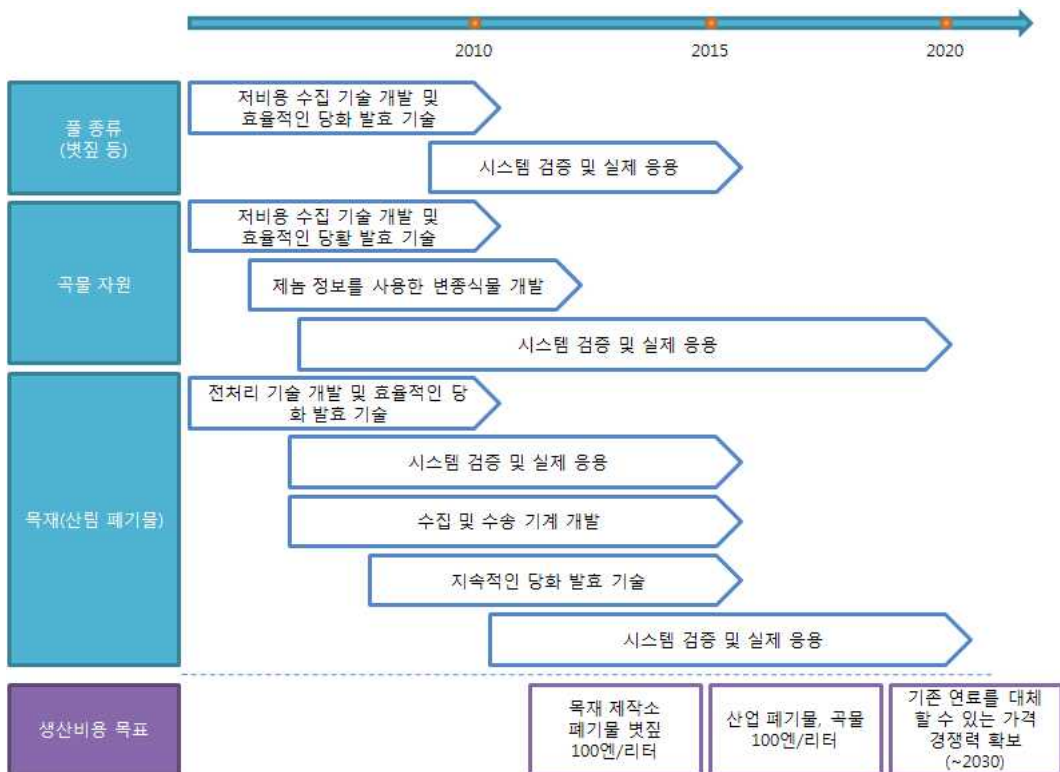 2010
2015
2020
풀 종류
(볏짚 등)
저비용 수집 기술 개발 및
효율적인 당화 발효 기술
시스템 검증 및 실제 응용
곡물 자원
저비용 수집 기술 개발 및
효율적인 당황 발효 기술
제놈 정보를 사용한 변종식물 개발
시스템 검증 및 실제 응용
목재(산림 폐기물)
전처리 기술 개발 및 효율적인 당
화 발효 기술
시스템 검증 및 실제 응용
수집 및 수송 기계 개발
지속적인 당화 발효 기술
시스템 검증 및 실제 응용
생산비용 목표
목재 제작소
폐기물 볏짚
100엔/리터
산업 폐기물, 곡물
100엔/리터
기존 연료를 대체
할 수 있는 가격
경쟁력 확보
(~2030)